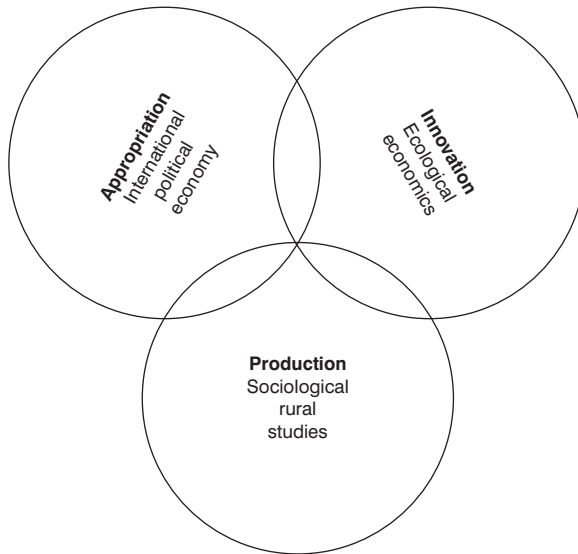 Appropriation
International
political
economy
Innovation
Ecological
economics
Production
Sociological
rural
studies